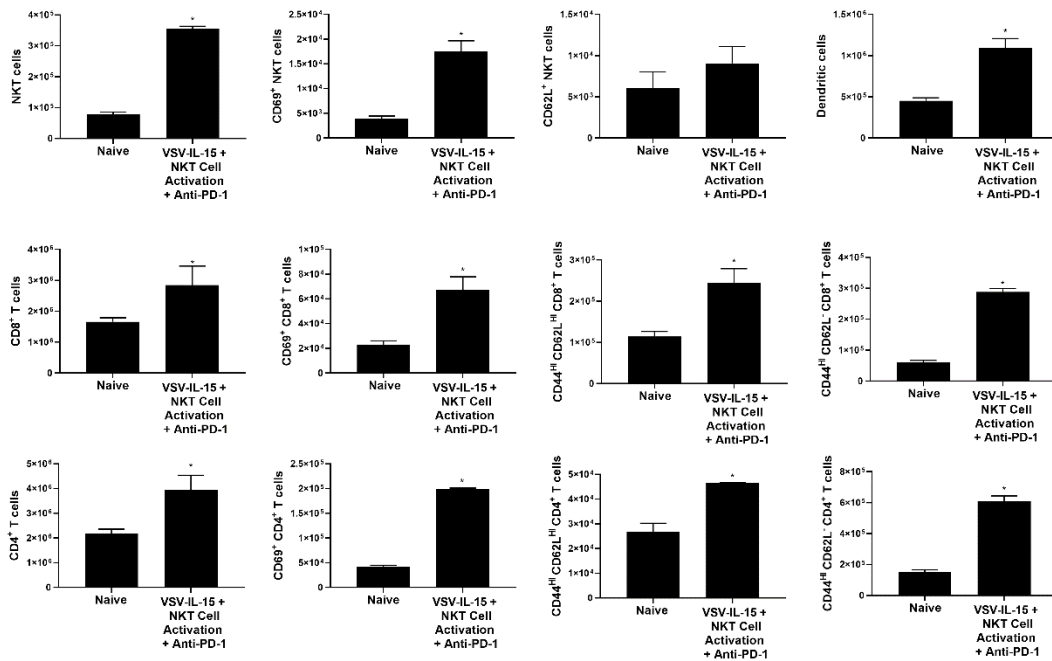 NKT cells
4×10⁵
3×10⁵
2×10⁵
1×10⁵
0
*
Naive
VSV-IL-15 +
NKT Cell
Activation
+ Anti-PD-1
CD69⁺ NKT cells
2.5×10⁴
2.0×10⁴
1.5×10⁴
1×10⁴
5×10³
0
*
Naive
VSV-IL-15 +
NKT Cell
Activation
+ Anti-PD-1
CD62L⁺ NKT cells
1.5×10⁴
1×10⁴
5×10³
0
Naive
VSV-IL-15 +
NKT Cell
Activation
+ Anti-PD-1
Dendritic cells
1.5×10⁶
1×10⁶
5×10⁵
0
*
Naive
VSV-IL-15 +
NKT Cell
Activation
+ Anti-PD-1
CD8⁺ T cells
4×10⁶
3×10⁶
2×10⁶
1×10⁶
0
*
Naive
VSV-IL-15 +
NKT Cell
Activation
+ Anti-PD-1
CD69⁺ CD8⁺ T cells
1×10⁵
8×10⁴
6×10⁴
4×10⁴
2×10⁴
0
*
Naive
VSV-IL-15 +
NKT Cell
Activation
+ Anti-PD-1
CD44ᴴᴵ CD62Lᴴᴵ CD8⁺ T cells
3×10⁵
2×10⁵
1×10⁵
0
*
Naive
VSV-IL-15 +
NKT Cell
Activation
+ Anti-PD-1
CD44ᴴᴵ CD62L⁻ CD8⁺ T cells
4×10⁵
3×10⁵
2×10⁵
1×10⁵
0
*
Naive
VSV-IL-15 +
NKT Cell
Activation
+ Anti-PD-1
CD4⁺ T cells
5×10⁶
4×10⁶
3×10⁶
2×10⁶
1×10⁶
0
*
Naive
VSV-IL-15 +
NKT Cell
Activation
+ Anti-PD-1
CD69⁺ CD4⁺ T cells
2.5×10⁵
2.0×10⁵
1.5×10⁵
1×10⁵
5×10⁴
0
*
Naive
VSV-IL-15 +
NKT Cell
Activation
+ Anti-PD-1
CD44ᴴᴵ CD62Lᴴᴵ CD4⁺ T cells
5×10⁴
4×10⁴
3×10⁴
2×10⁴
1×10⁴
0
*
Naive
VSV-IL-15 +
NKT Cell
Activation
+ Anti-PD-1
CD44ᴴᴵ CD62L⁻ CD4⁺ T cells
8×10⁵
6×10⁵
4×10⁵
2×10⁵
0
*
Naive
VSV-IL-15 +
NKT Cell
Activation
+ Anti-PD-1